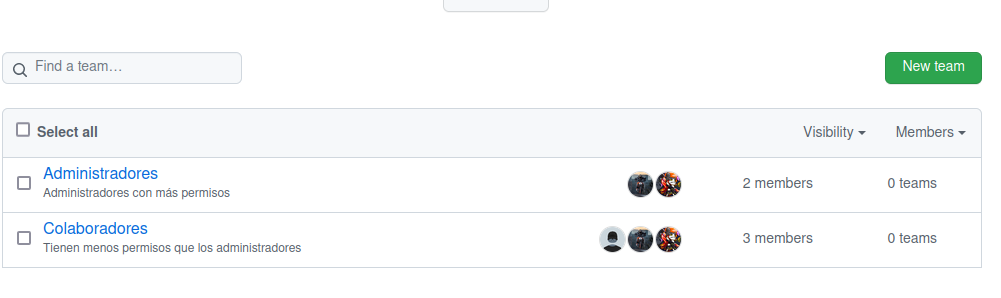 Find a team…
New team
Select all
Visibility
Members
Administradores
Administradores con más permisos
2 members
0 teams
Colaboradores
Tienen menos permisos que los administradores
3 members
0 teams